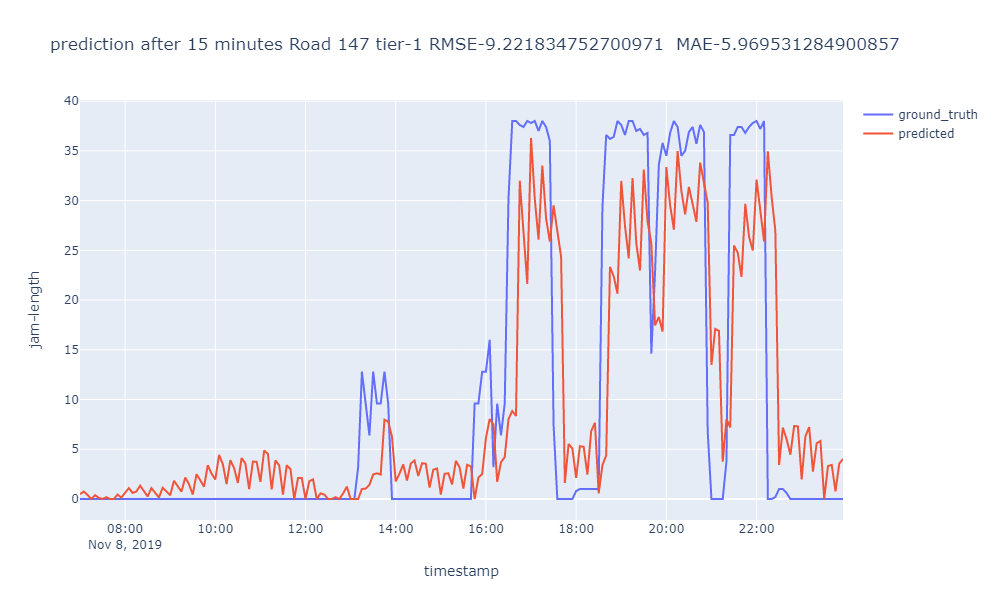 prediction after 15 minutes Road 147 tier-1 RMSE-9.221834752700971  MAE-5.969531284900857
ground_truth
predicted
40
35
30
25
20
15
10
5
0
jam-length
08:00 10:00 12:00 14:00 16:00 18:00 20:00 22:00
Nov 8, 2019
timestamp